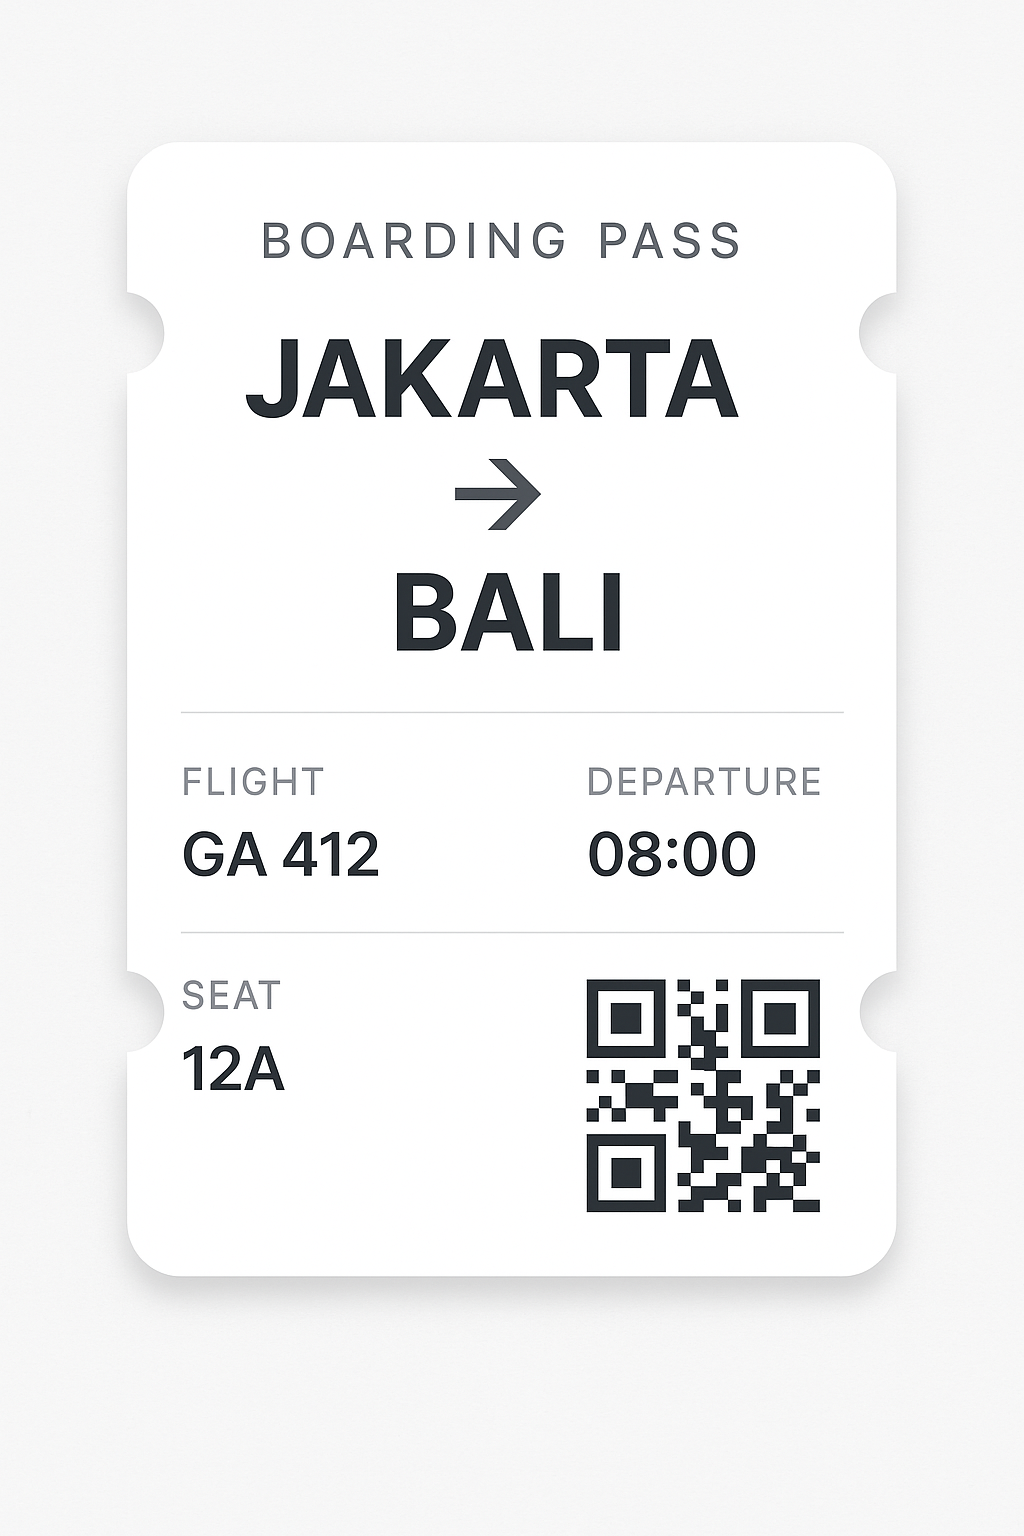 BOARDING PASS
JAKARTA
→
BALI
FLIGHT
GA 412
DEPARTURE
08:00
SEAT
12A